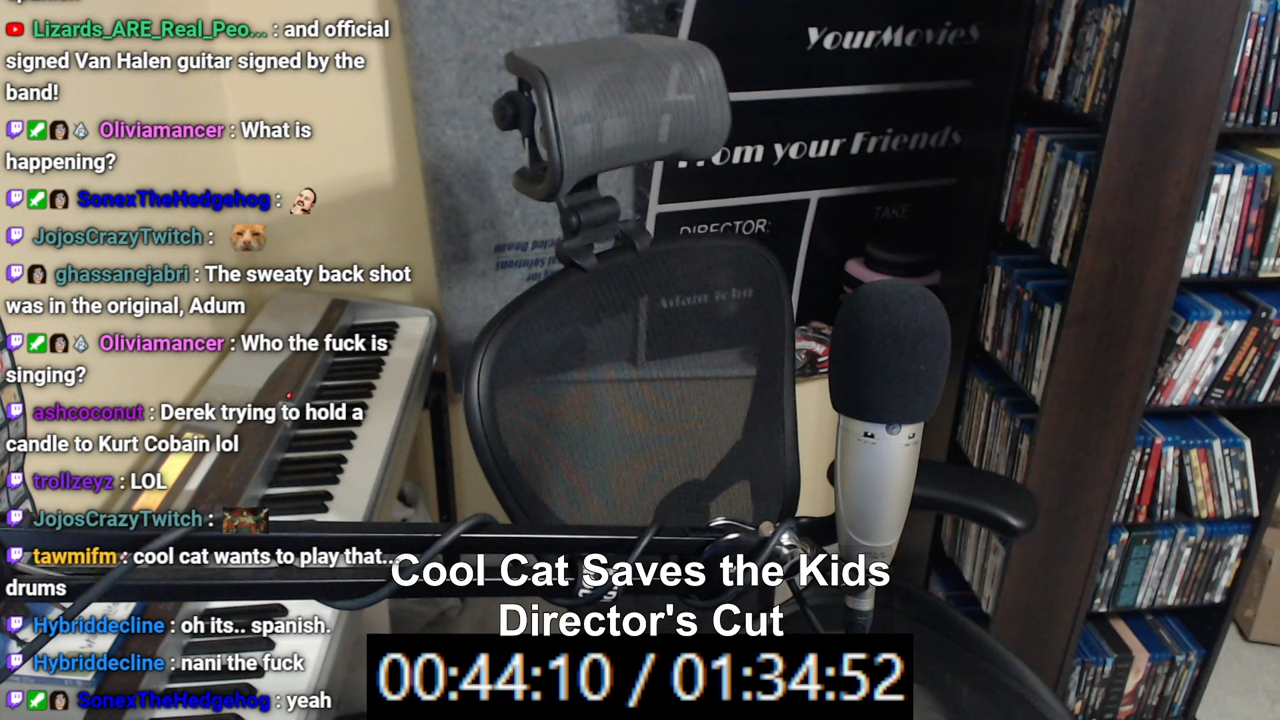 Lizards_ARE_Real_Peo... : and official
signed Van Halen guitar signed by the
band!
Oliviamancer : What is
happening?
SonexTheHedgehog :
JojosCrazyTwitch :
ghassanejabri : The sweaty back shot
was in the original, Adum
Oliviamancer : Who the fuck is
singing?
ashcoconut : Derek trying to hold a
candle to Kurt Cobain lol
trollzeyz : LOL
JojosCrazyTwitch :
tawmifm : cool cat wants to play that...
drums
Hybriddecline : oh its.. spanish.
Hybriddecline : nani the fuck
SonexTheHedgehog : yeah
YourMovieS
From your Friends
DIRECTOR:
TAKE
Cool Cat Saves the Kids
Director's Cut
00:44:10 / 01:34:52